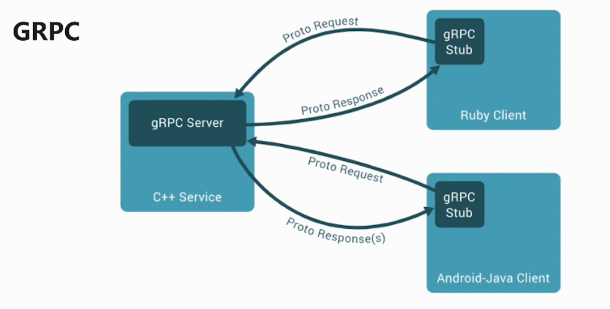 GRPC
gRPC Server
C++ Service
Proto Request
Proto Response
gRPC
Stub
Ruby Client
Proto Request
Proto Response(s)
gRPC
Stub
Android-Java Client